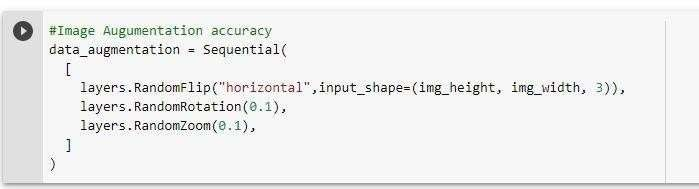 #Image Augumentation accuracy
data_augmentation = Sequential(
  [
    layers.RandomFlip("horizontal",input_shape=(img_height, img_width, 3)),
    layers.RandomRotation(0.1),
    layers.RandomZoom(0.1),
  ]
)